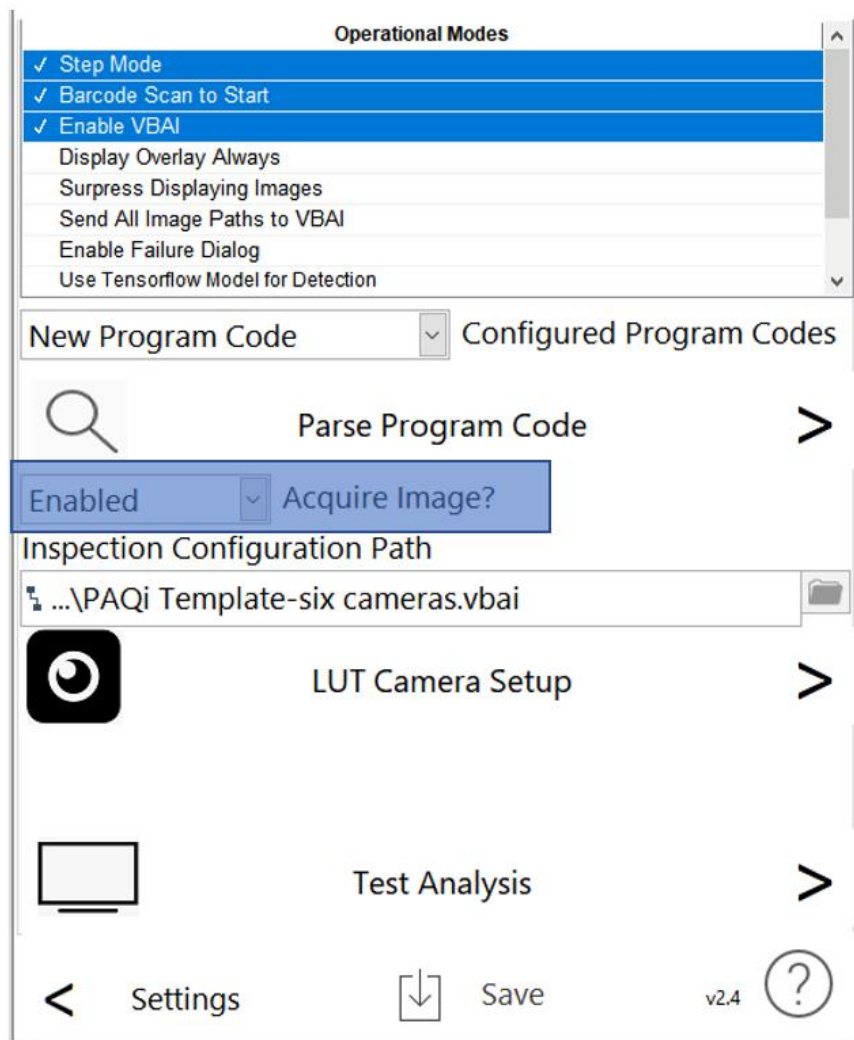 Operational Modes
✓ Step Mode
✓ Barcode Scan to Start
✓ Enable VBAI
Display Overlay Always
Surpress Displaying Images
Send All Image Paths to VBAI
Enable Failure Dialog
Use Tensorflow Model for Detection
New Program Code Configured Program Codes
Parse Program Code >
Enabled Acquire Image?
Inspection Configuration Path
...\PAQi Template-six cameras.vbai
LUT Camera Setup >
Test Analysis >
< Settings Save v2.4 ?